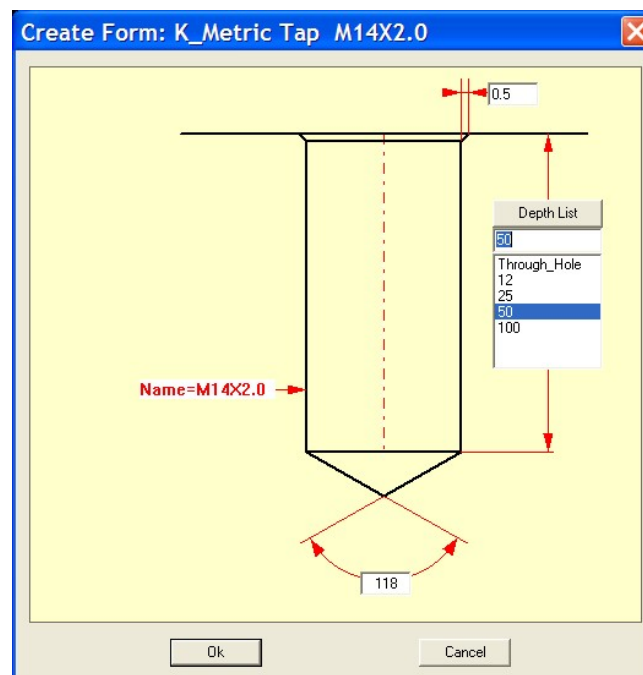 Create Form: K_Metric Tap M14X2.0
0.5
Depth List
50
Through_Hole
12
25
50
100
Name=M14X2.0
118
Ok Cancel